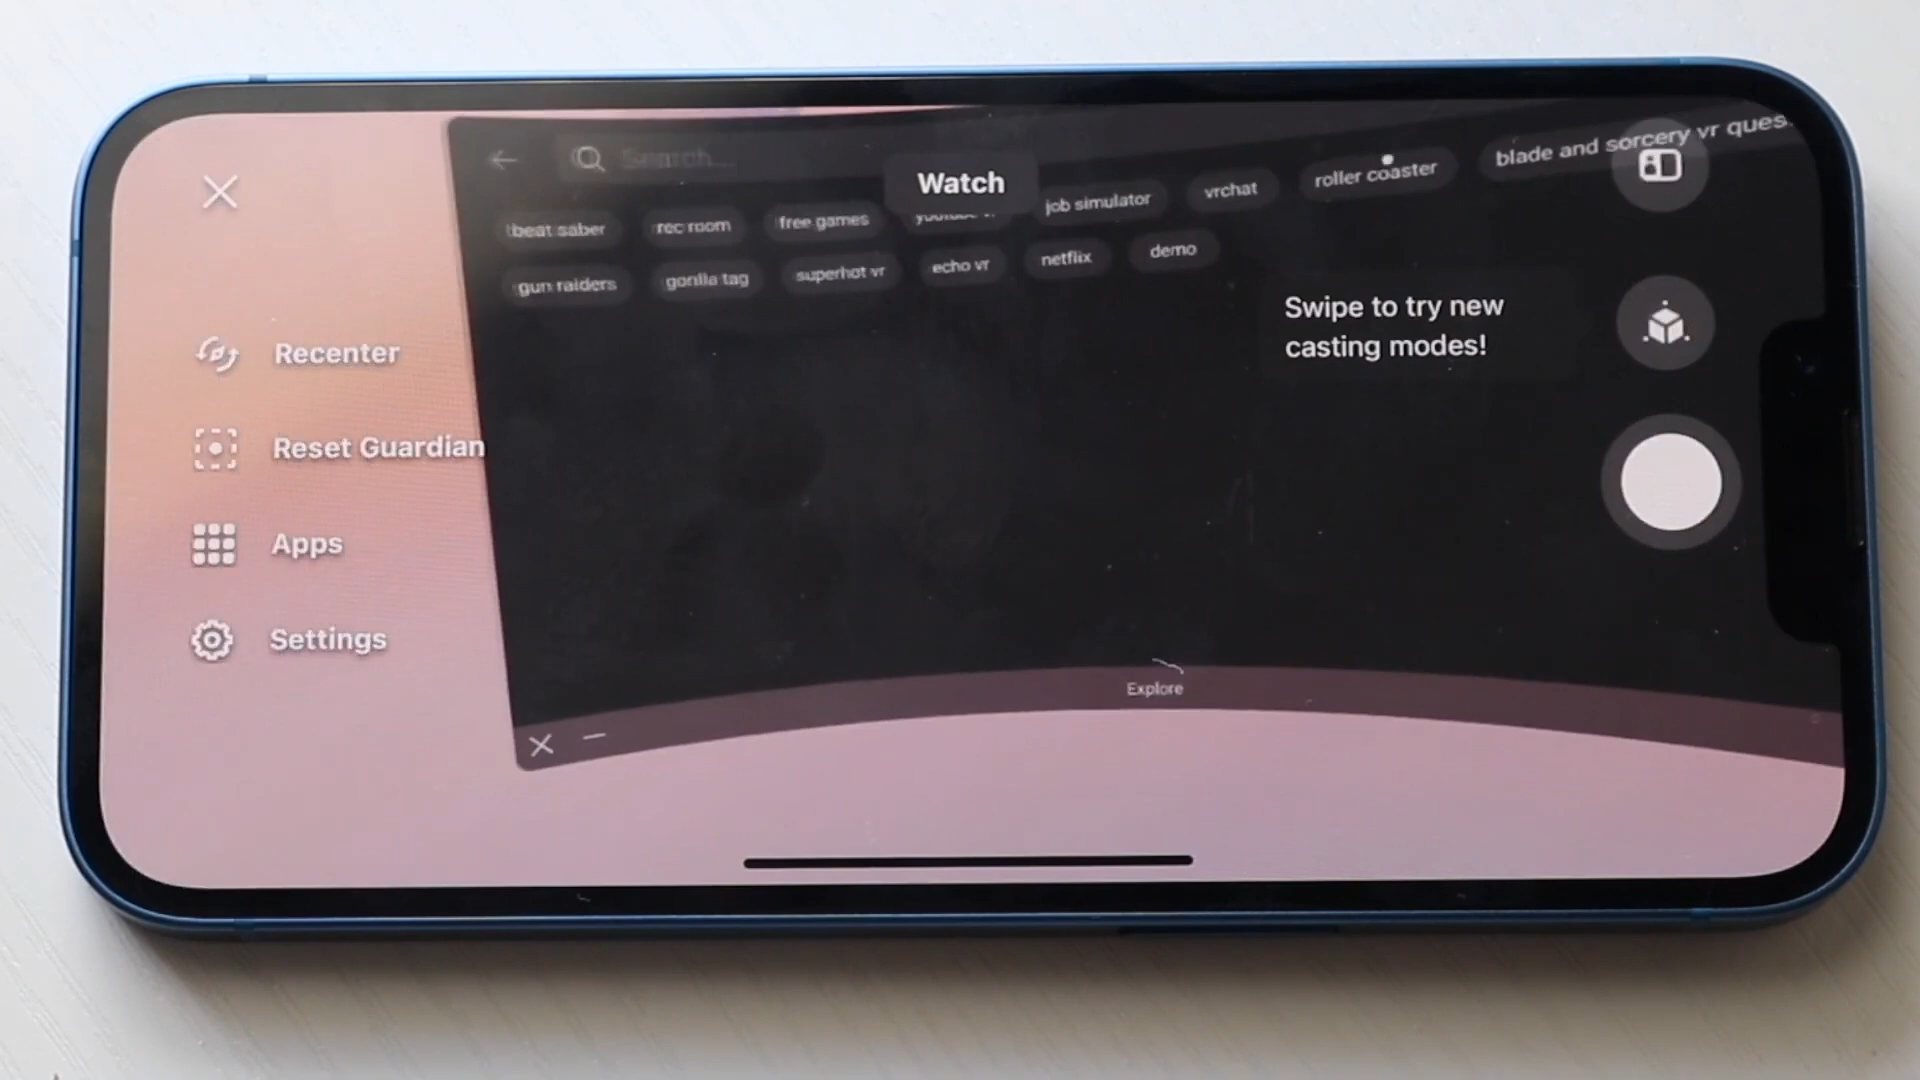 Search...
Watch
beat saber
rec room
free games
job simulator
vrchat
roller coaster
blade and sorcery vr ques
gun raiders
gorilla tag
superhot vr
echo vr
netflix
demo
Swipe to try new
casting modes!
Recenter
Reset Guardian
Apps
Settings
Explore